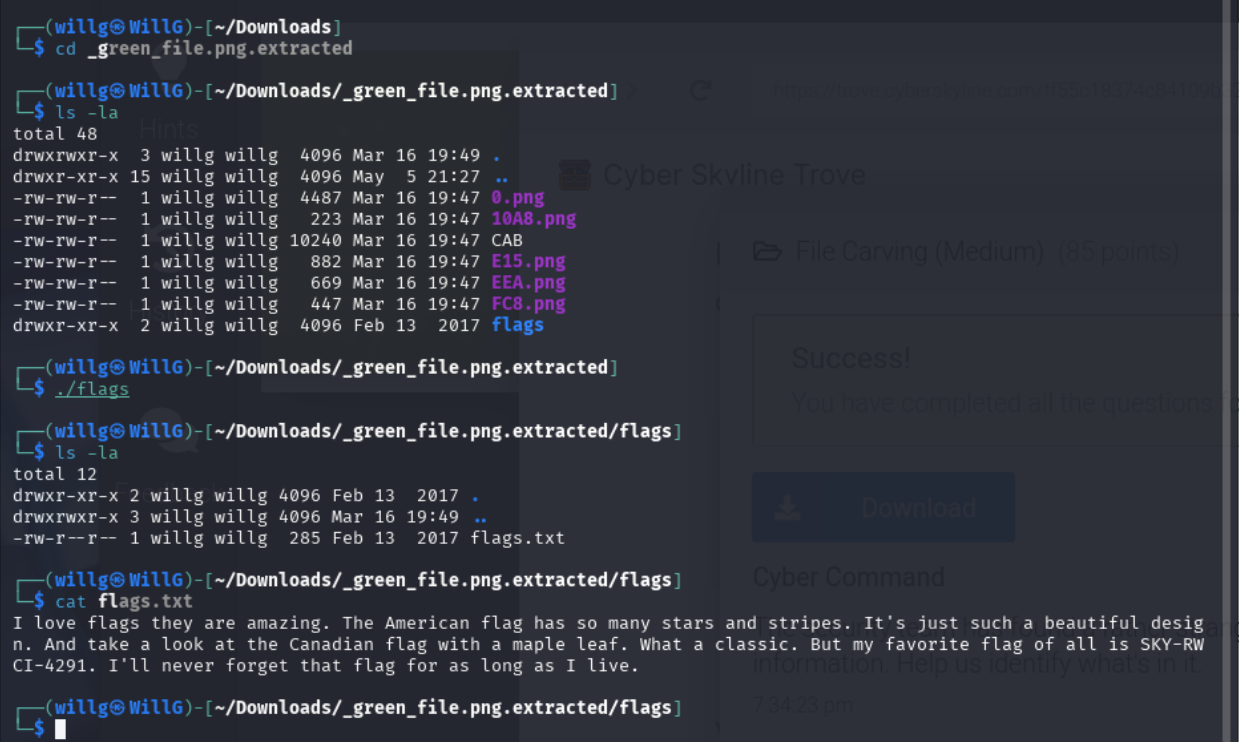 ┌──(willg㉿WillG)-[~/Downloads]
└─$ cd _green_file.png.extracted
┌──(willg㉿WillG)-[~/Downloads/_green_file.png.extracted]
└─$ ls -la
total 48
drwxrwxr-x  3 willg willg  4096 Mar 16 19:49 .
drwxr-xr-x 15 willg willg  4096 May  5 21:27 ..
-rw-rw-r--  1 willg willg  4487 Mar 16 19:47 0.png
-rw-rw-r--  1 willg willg   223 Mar 16 19:47 10A8.png
-rw-rw-r--  1 willg willg 10240 Mar 16 19:47 CAB
-rw-rw-r--  1 willg willg   882 Mar 16 19:47 E15.png
-rw-rw-r--  1 willg willg   669 Mar 16 19:47 EEA.png
-rw-rw-r--  1 willg willg   447 Mar 16 19:47 FC8.png
drwxr-xr-x  2 willg willg  4096 Feb 13  2017 flags
┌──(willg㉿WillG)-[~/Downloads/_green_file.png.extracted]
└─$ ./flags
┌──(willg㉿WillG)-[~/Downloads/_green_file.png.extracted/flags]
└─$ ls -la
total 12
drwxr-xr-x 2 willg willg 4096 Feb 13  2017 .
drwxrwxr-x 3 willg willg 4096 Mar 16 19:49 ..
-rw-r--r-- 1 willg willg  285 Feb 13  2017 flags.txt
┌──(willg㉿WillG)-[~/Downloads/_green_file.png.extracted/flags]
└─$ cat flags.txt
I love flags they are amazing. The American flag has so many stars and stripes. It's just such a beautiful desig
n. And take a look at the Canadian flag with a maple leaf. What a classic. But my favorite flag of all is SKY-RW
CI-4291. I'll never forget that flag for as long as I live.
┌──(willg㉿WillG)-[~/Downloads/_green_file.png.extracted/flags]
└─$
Hints
Cyber Skyline Trove
File Carving (Medium) (85 points)
Success!
You have completed all the questions
Download
Cyber Command
information. Help us identify what's in it.
7:34:23 pm